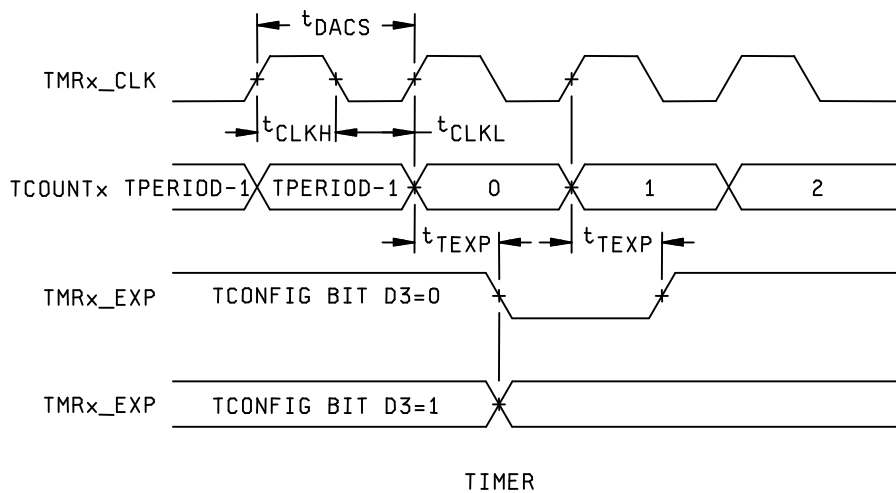 tDACS
TMRx_CLK
tCLKH tCLKL
TCOUNTx TPERIOD-1 TPERIOD-1 0 1 2
tTEXP tTEXP
TMRx_EXP TCONFIG BIT D3=0
TMRx_EXP TCONFIG BIT D3=1
TIMER